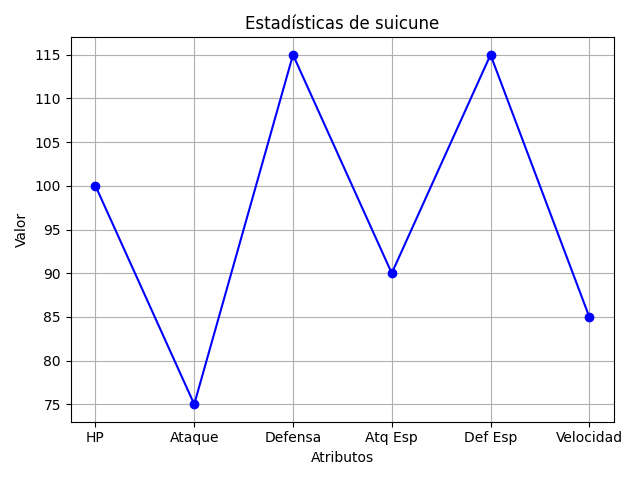 Estadísticas de suicune
115
110
105
100
95
90
85
80
75
Valor
HP Ataque Defensa Atq Esp Def Esp Velocidad
Atributos